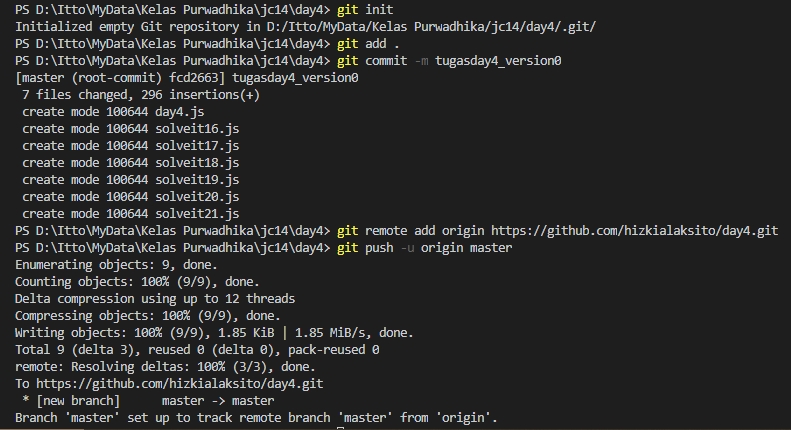 PS D:\Itto\MyData\Kelas Purwadhika\jc14\day4> git init
Initialized empty Git repository in D:/Itto/MyData/Kelas Purwadhika/jc14/day4/.git/
PS D:\Itto\MyData\Kelas Purwadhika\jc14\day4> git add .
PS D:\Itto\MyData\Kelas Purwadhika\jc14\day4> git commit -m tugasday4_version0
[master (root-commit) fcd2663] tugasday4_version0
 7 files changed, 296 insertions(+)
 create mode 100644 day4.js
 create mode 100644 solveit16.js
 create mode 100644 solveit17.js
 create mode 100644 solveit18.js
 create mode 100644 solveit19.js
 create mode 100644 solveit20.js
 create mode 100644 solveit21.js
PS D:\Itto\MyData\Kelas Purwadhika\jc14\day4> git remote add origin https://github.com/hizkialaksito/day4.git
PS D:\Itto\MyData\Kelas Purwadhika\jc14\day4> git push -u origin master
Enumerating objects: 9, done.
Counting objects: 100% (9/9), done.
Delta compression using up to 12 threads
Compressing objects: 100% (9/9), done.
Writing objects: 100% (9/9), 1.85 KiB | 1.85 MiB/s, done.
Total 9 (delta 3), reused 0 (delta 0), pack-reused 0
remote: Resolving deltas: 100% (3/3), done.
To https://github.com/hizkialaksito/day4.git
 * [new branch]      master -> master
Branch 'master' set up to track remote branch 'master' from 'origin'.